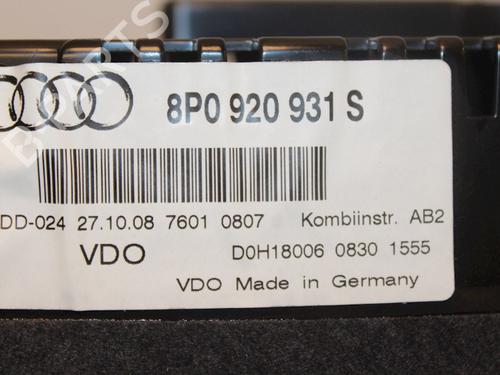 8P0 920 931 S
DD-024 27.10.08 7601 0807 Kombiinstr. AB2
VDO D0H18006 0830 1555
VDO Made in Germany